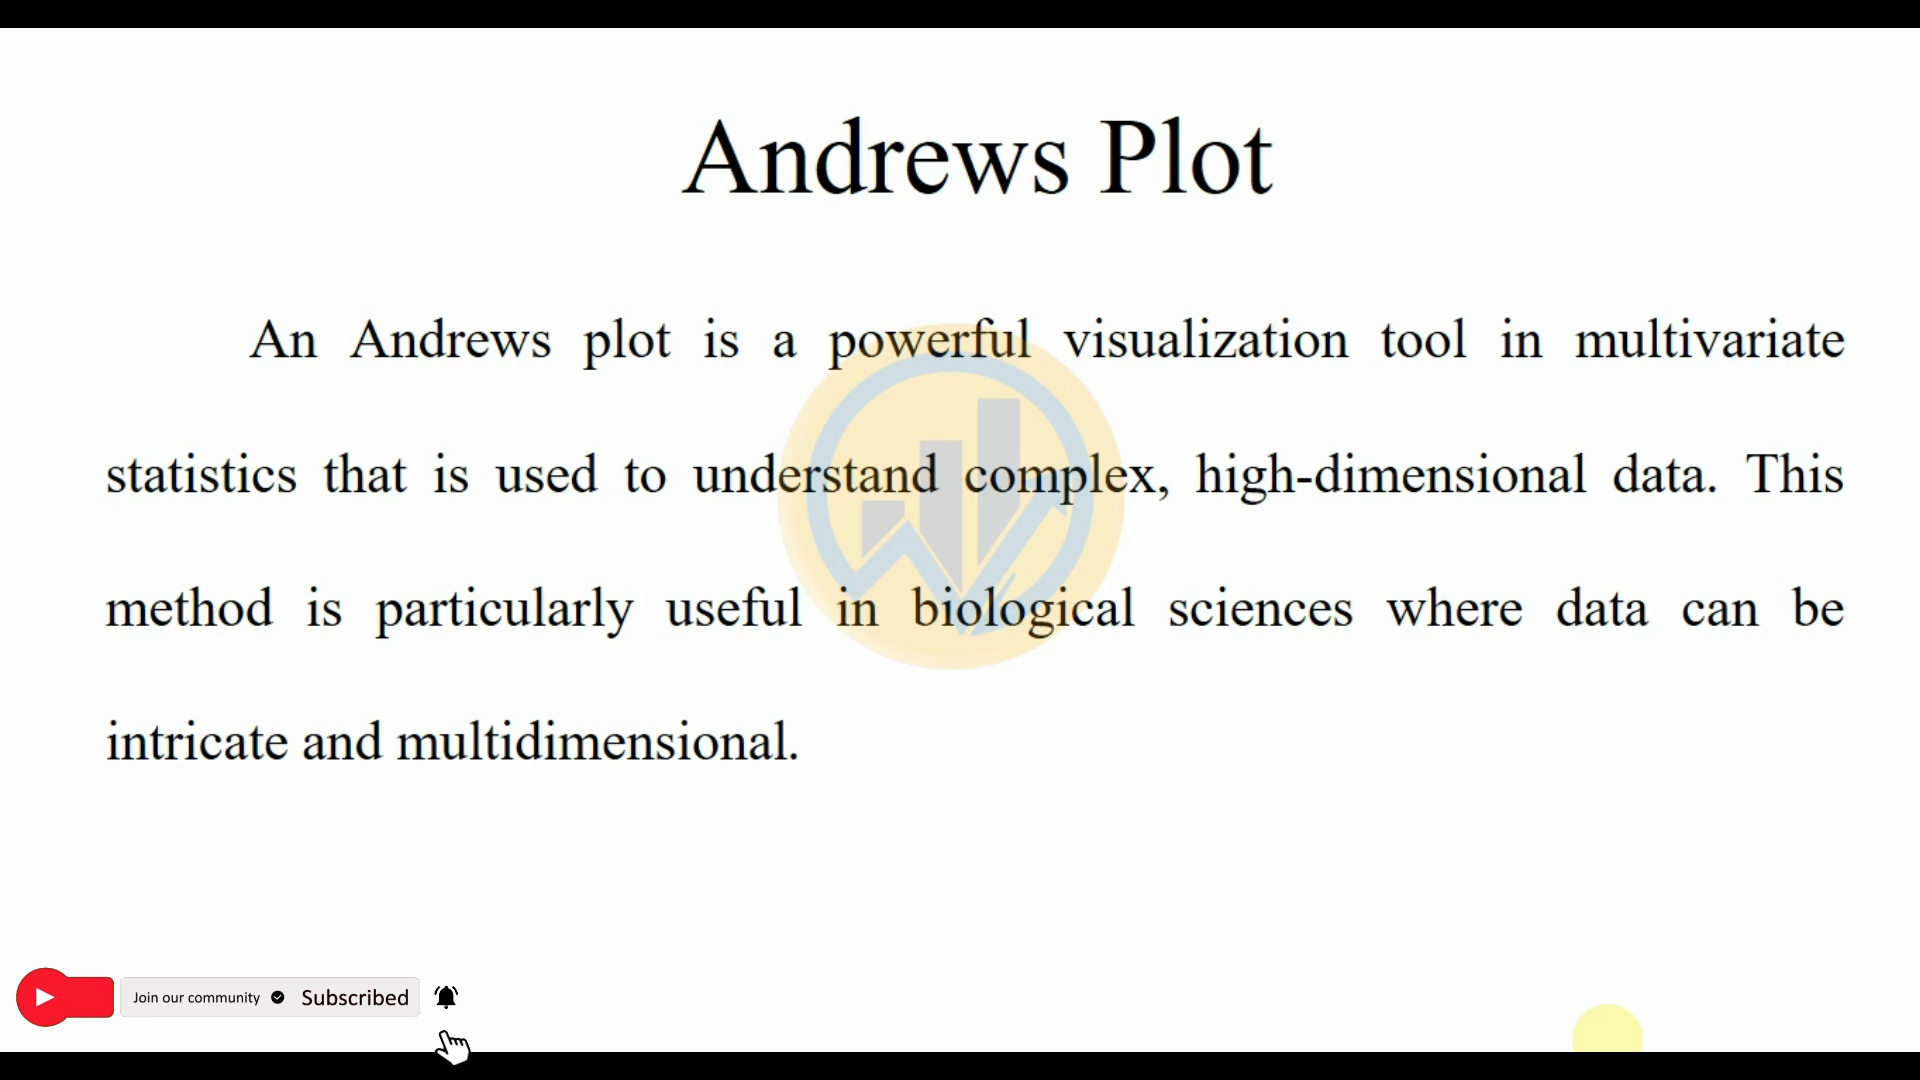 Andrews Plot
An Andrews plot is a powerful visualization tool in multivariate
statistics that is used to understand complex, high-dimensional data. This
method is particularly useful in biological sciences where data can be
intricate and multidimensional.
Join our community Subscribed